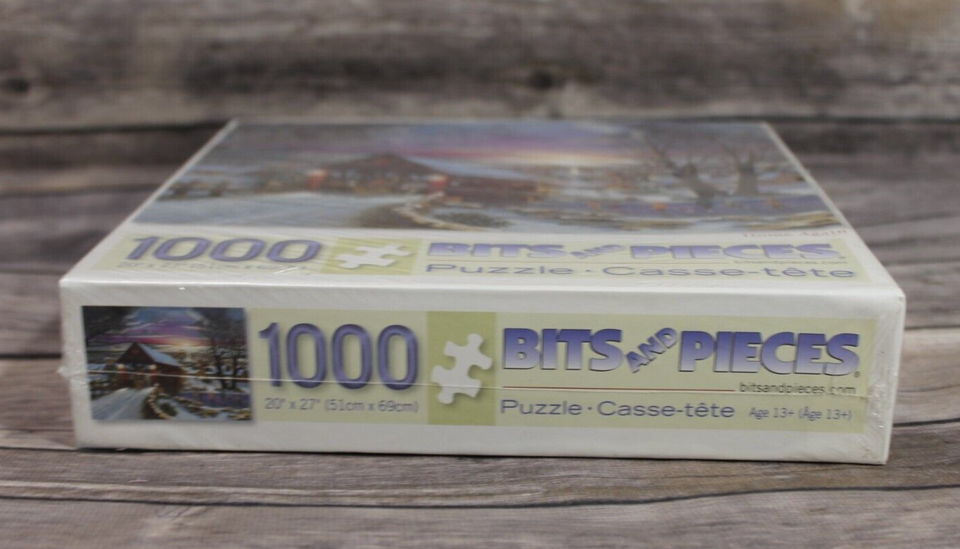 1000
BITS AND PIECES
Puzzle · Casse-tête
1000
20" x 27" (51cm x 69cm)
BITS AND PIECES®
bitsandpieces.com
Puzzle · Casse-tête Age 13+ (Âge 13+)